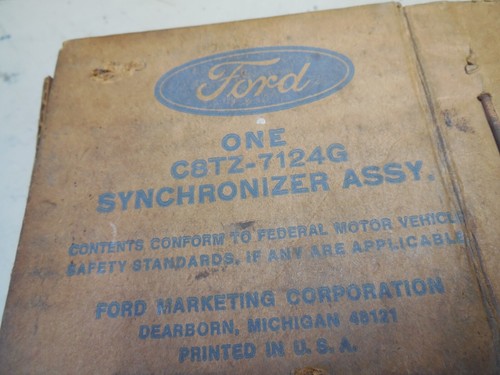 Ford
ONE
C8TZ-7124G
SYNCHRONIZER ASSY.
CONTENTS CONFORM TO FEDERAL MOTOR VEHICLE
SAFETY STANDARDS, IF ANY ARE APPLICABLE
FORD MARKETING CORPORATION
DEARBORN, MICHIGAN 48121
PRINTED IN U. S. A.